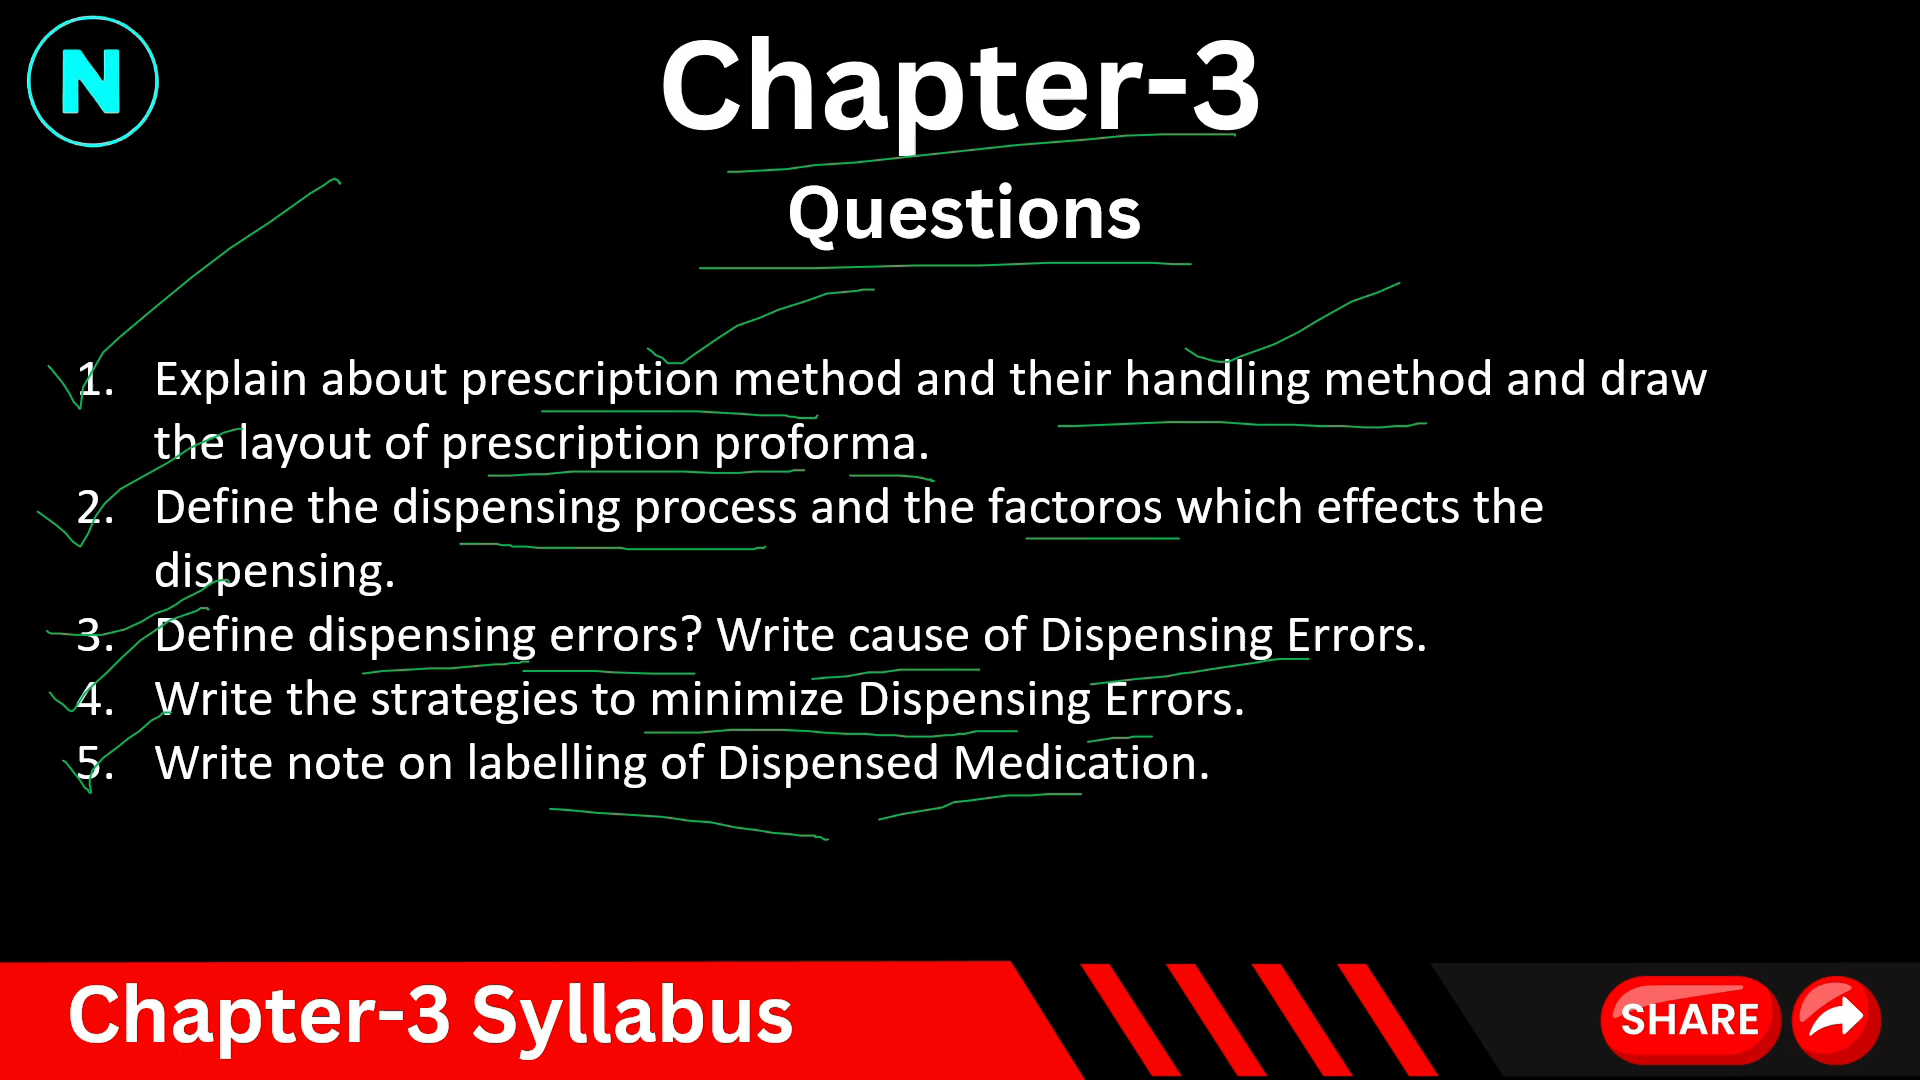 N
Chapter-3
Questions
1. Explain about prescription method and their handling method and draw
the layout of prescription proforma.
2. Define the dispensing process and the factoros which effects the
dispensing.
3. Define dispensing errors? Write cause of Dispensing Errors.
4. Write the strategies to minimize Dispensing Errors.
5. Write note on labelling of Dispensed Medication.
Chapter-3 Syllabus
SHARE